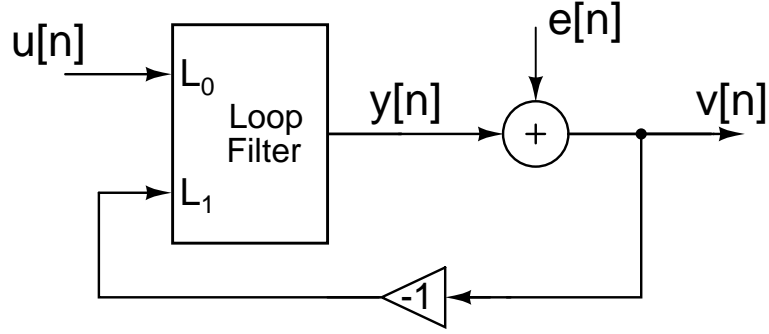 u[n]
e[n]
L₀
Loop
Filter
y[n]
+
v[n]
L₁
-1